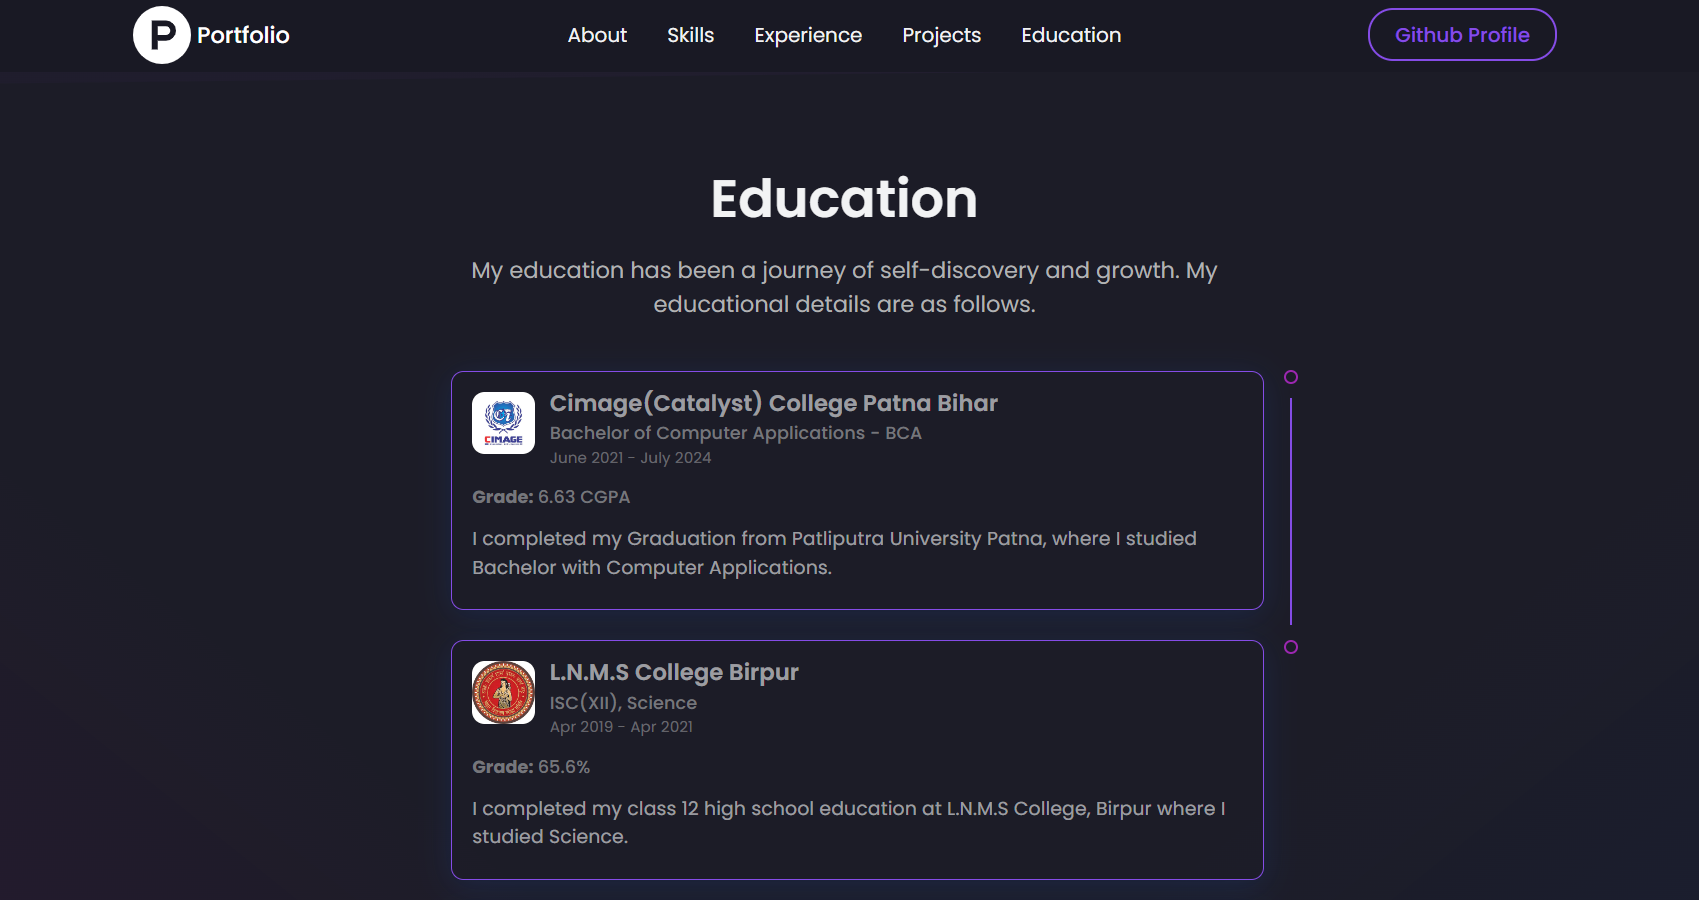 P Portfolio
About Skills Experience Projects Education
Github Profile
Education
My education has been a journey of self-discovery and growth. My
educational details are as follows.
CIMAGE
Cimage(Catalyst) College Patna Bihar
Bachelor of Computer Applications - BCA
June 2021 - July 2024
Grade: 6.63 CGPA
I completed my Graduation from Patliputra University Patna, where I studied
Bachelor with Computer Applications.
L.N.M.S College Birpur
ISC(XII), Science
Apr 2019 - Apr 2021
Grade: 65.6%
I completed my class 12 high school education at L.N.M.S College, Birpur where I
studied Science.